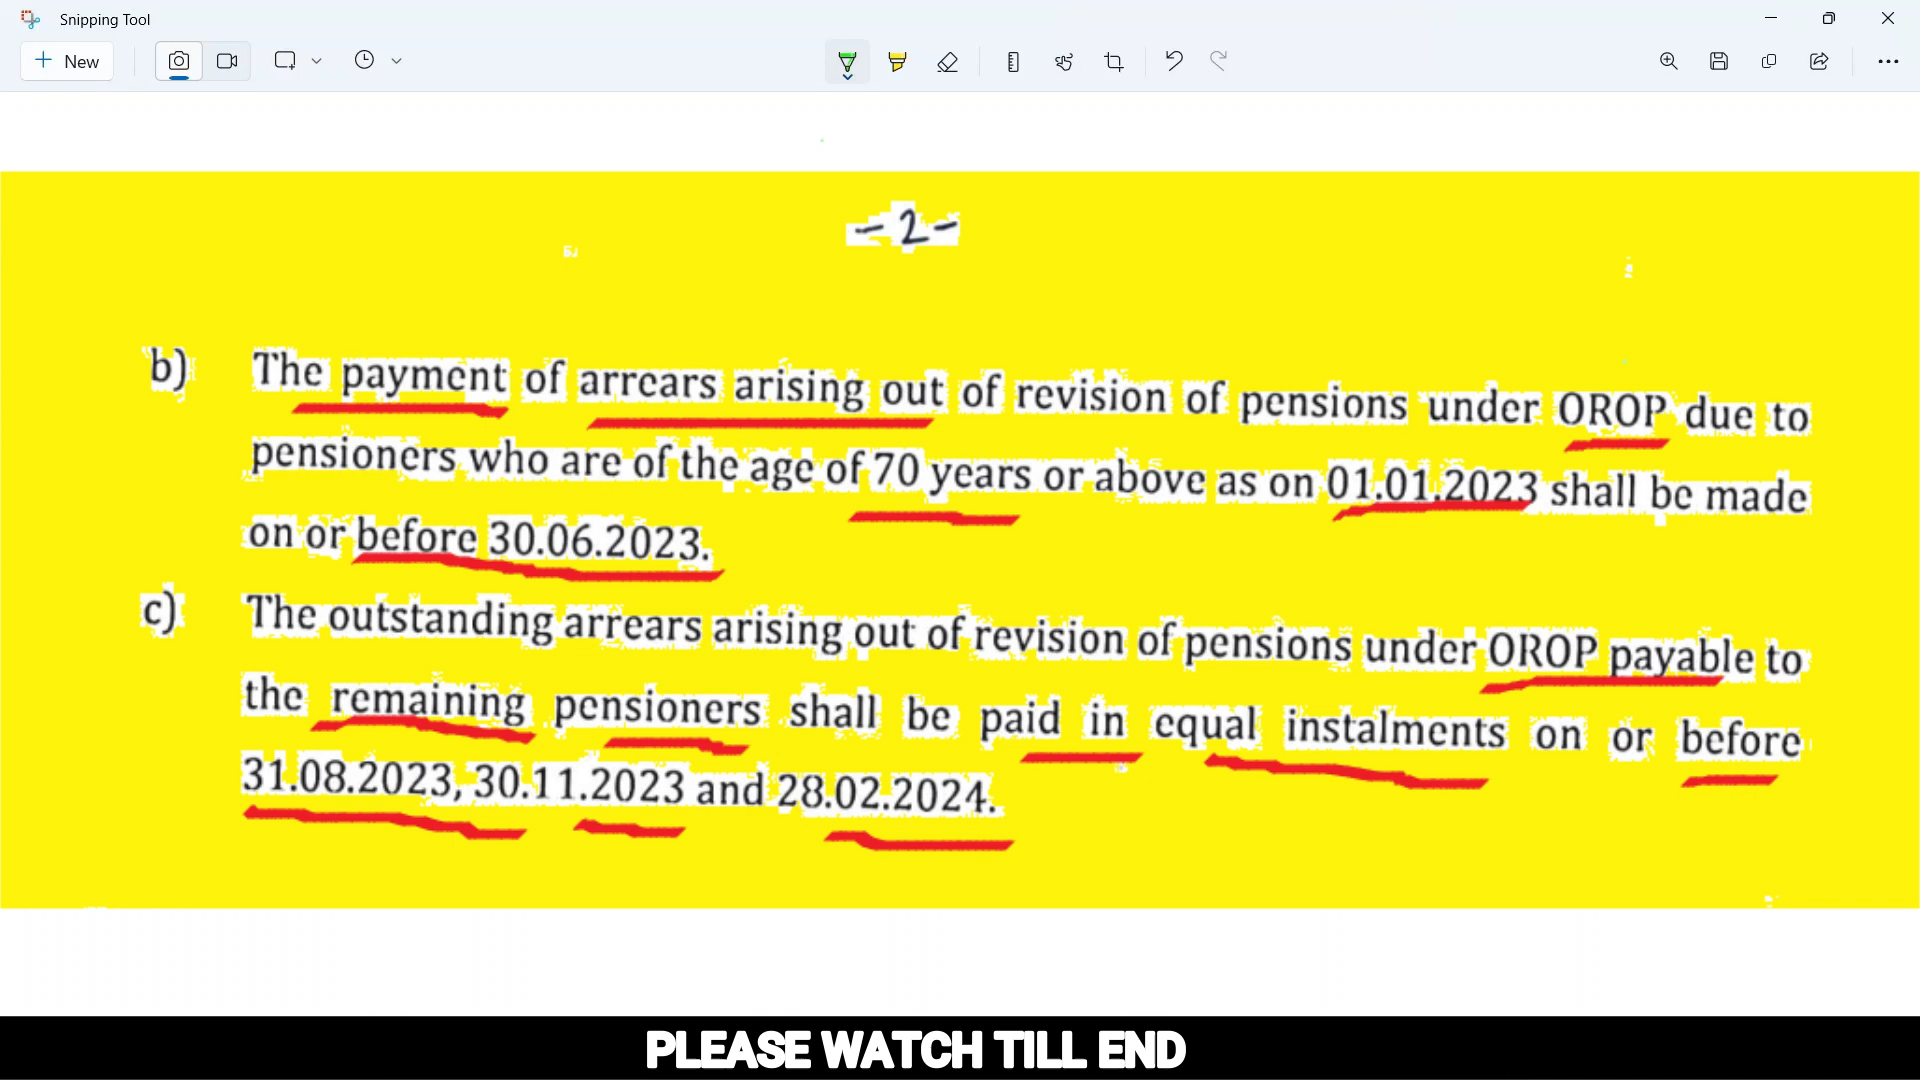 Snipping Tool
New
-2-
b) The payment of arrears arising out of revision of pensions under OROP due to
pensioners who are of the age of 70 years or above as on 01.01.2023 shall be made
on or before 30.06.2023.
c) The outstanding arrears arising out of revision of pensions under OROP payable to
the remaining pensioners shall be paid in equal instalments on or before
31.08.2023, 30.11.2023 and 28.02.2024.
PLEASE WATCH TILL END